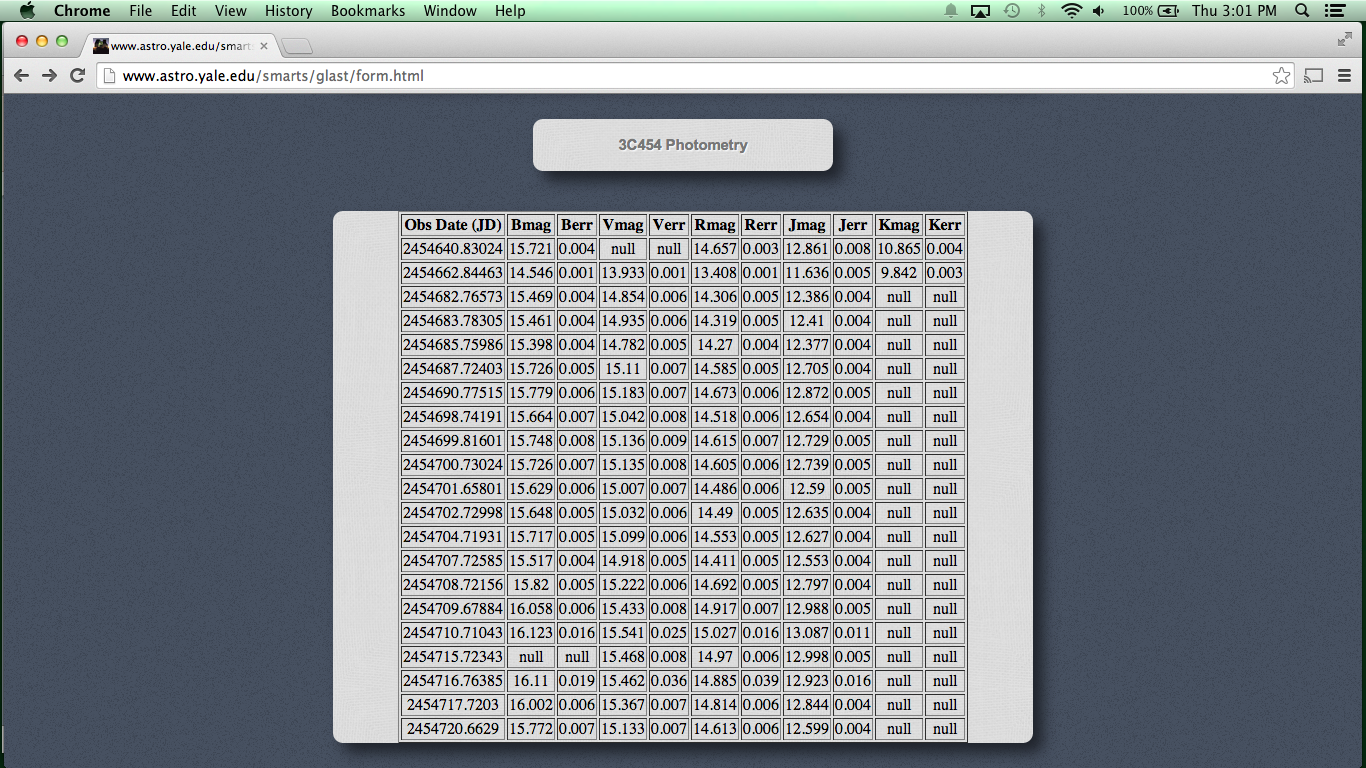 Chrome File Edit View History Bookmarks Window Help 100% Thu 3:01 PM
www.astro.yale.edu/smart
www.astro.yale.edu/smarts/glast/form.html
3C454 Photometry
Obs Date (JD) Bmag Berr Vmag Verr Rmag Rerr Jmag Jerr Kmag Kerr
2454640.83024 15.721 0.004 null null 14.657 0.003 12.861 0.008 10.865 0.004
2454662.84463 14.546 0.001 13.933 0.001 13.408 0.001 11.636 0.005 9.842 0.003
2454682.76573 15.469 0.004 14.854 0.006 14.306 0.005 12.386 0.004 null null
2454683.78305 15.461 0.004 14.935 0.006 14.319 0.005 12.41 0.004 null null
2454685.75986 15.398 0.004 14.782 0.005 14.27 0.004 12.377 0.004 null null
2454687.72403 15.726 0.005 15.11 0.007 14.585 0.005 12.705 0.004 null null
2454690.77515 15.779 0.006 15.183 0.007 14.673 0.006 12.872 0.005 null null
2454698.74191 15.664 0.007 15.042 0.008 14.518 0.006 12.654 0.004 null null
2454699.81601 15.748 0.008 15.136 0.009 14.615 0.007 12.729 0.005 null null
2454700.73024 15.726 0.007 15.135 0.008 14.605 0.006 12.739 0.005 null null
2454701.65801 15.629 0.006 15.007 0.007 14.486 0.006 12.59 0.005 null null
2454702.72998 15.648 0.005 15.032 0.006 14.49 0.005 12.635 0.004 null null
2454704.71931 15.717 0.005 15.099 0.006 14.553 0.005 12.627 0.004 null null
2454707.72585 15.517 0.004 14.918 0.005 14.411 0.005 12.553 0.004 null null
2454708.72156 15.82 0.005 15.222 0.006 14.692 0.005 12.797 0.004 null null
2454709.67884 16.058 0.006 15.433 0.008 14.917 0.007 12.988 0.005 null null
2454710.71043 16.123 0.016 15.541 0.025 15.027 0.016 13.087 0.011 null null
2454715.72343 null null 15.468 0.008 14.97 0.006 12.998 0.005 null null
2454716.76385 16.11 0.019 15.462 0.036 14.885 0.039 12.923 0.016 null null
2454717.7203 16.002 0.006 15.367 0.007 14.814 0.006 12.844 0.004 null null
2454720.6629 15.772 0.007 15.133 0.007 14.613 0.006 12.599 0.004 null null